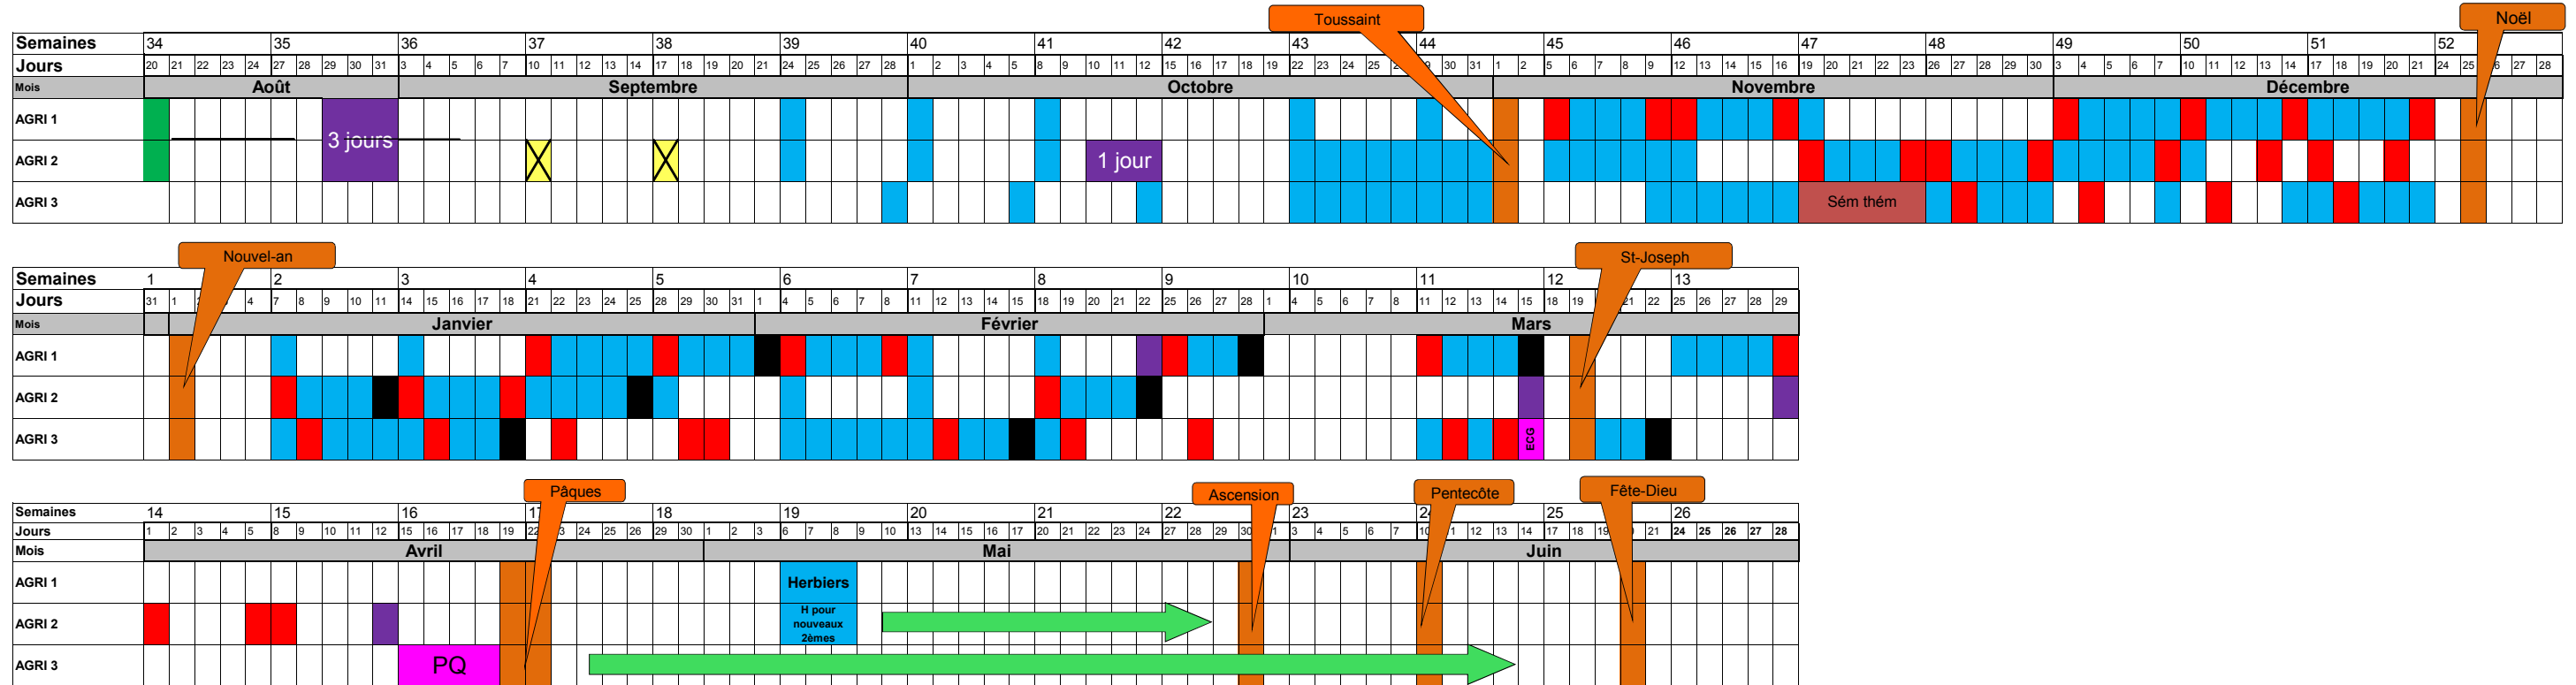 Toussaint
Noël
Semaines 34 35 36 37 38 39 40 41 42 43 44 45 46 47 48 49 50 51 52
Jours 20 21 22 23 24 27 28 29 30 31 3 4 5 6 7 10 11 12 13 14 17 18 19 20 21 24 25 26 27 28 1 2 3 4 5 8 9 10 11 12 15 16 17 18 19 22 23 24 25 30 31 1 2 5 6 7 8 9 12 13 14 15 16 19 20 21 22 23 26 27 28 29 30 3 4 5 6 7 10 11 12 13 14 17 18 19 20 21 24 25 27 28
Mois Août Septembre Octobre Novembre Décembre
AGRI 1
3 jours
AGRI 2 1 jour
AGRI 3 Sém thém
Nouvel-an
St-Joseph
Semaines 1 2 3 4 5 6 7 8 9 10 11 12 13
Jours 31 1 4 7 8 9 10 11 14 15 16 17 18 21 22 23 24 25 28 29 30 31 1 4 5 6 7 8 11 12 13 14 15 18 19 20 21 22 25 26 27 28 1 4 5 6 7 8 11 12 13 14 15 18 19 21 22 25 26 27 28 29
Mois Janvier Février Mars
AGRI 1
AGRI 2
AGRI 3 ECG
Pâques
Ascension
Pentecôte
Fête-Dieu
Semaines 14 15 16 17 18 19 20 21 22 23 25 26
Jours 1 2 3 4 5 8 9 10 11 12 15 16 17 18 19 22 24 25 26 29 30 1 2 3 6 7 8 9 10 13 14 15 16 17 20 21 22 23 24 27 28 29 30 3 4 5 6 7 12 13 14 17 18 21 24 25 26 27 28
Mois Avril Mai Juin
AGRI 1 Herbiers
AGRI 2 H pour
nouveaux
2èmes
AGRI 3 PQ